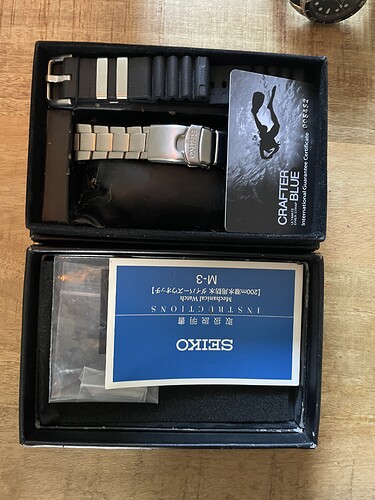 SEIKO
CRAFTER
BLUE
International Guarantee Certificate
SEIKO
取扱説明書
INSTRUCTIONS
Mechanical Watch
【200m潜水用防水 ダイバーズウオッチ】
M-3